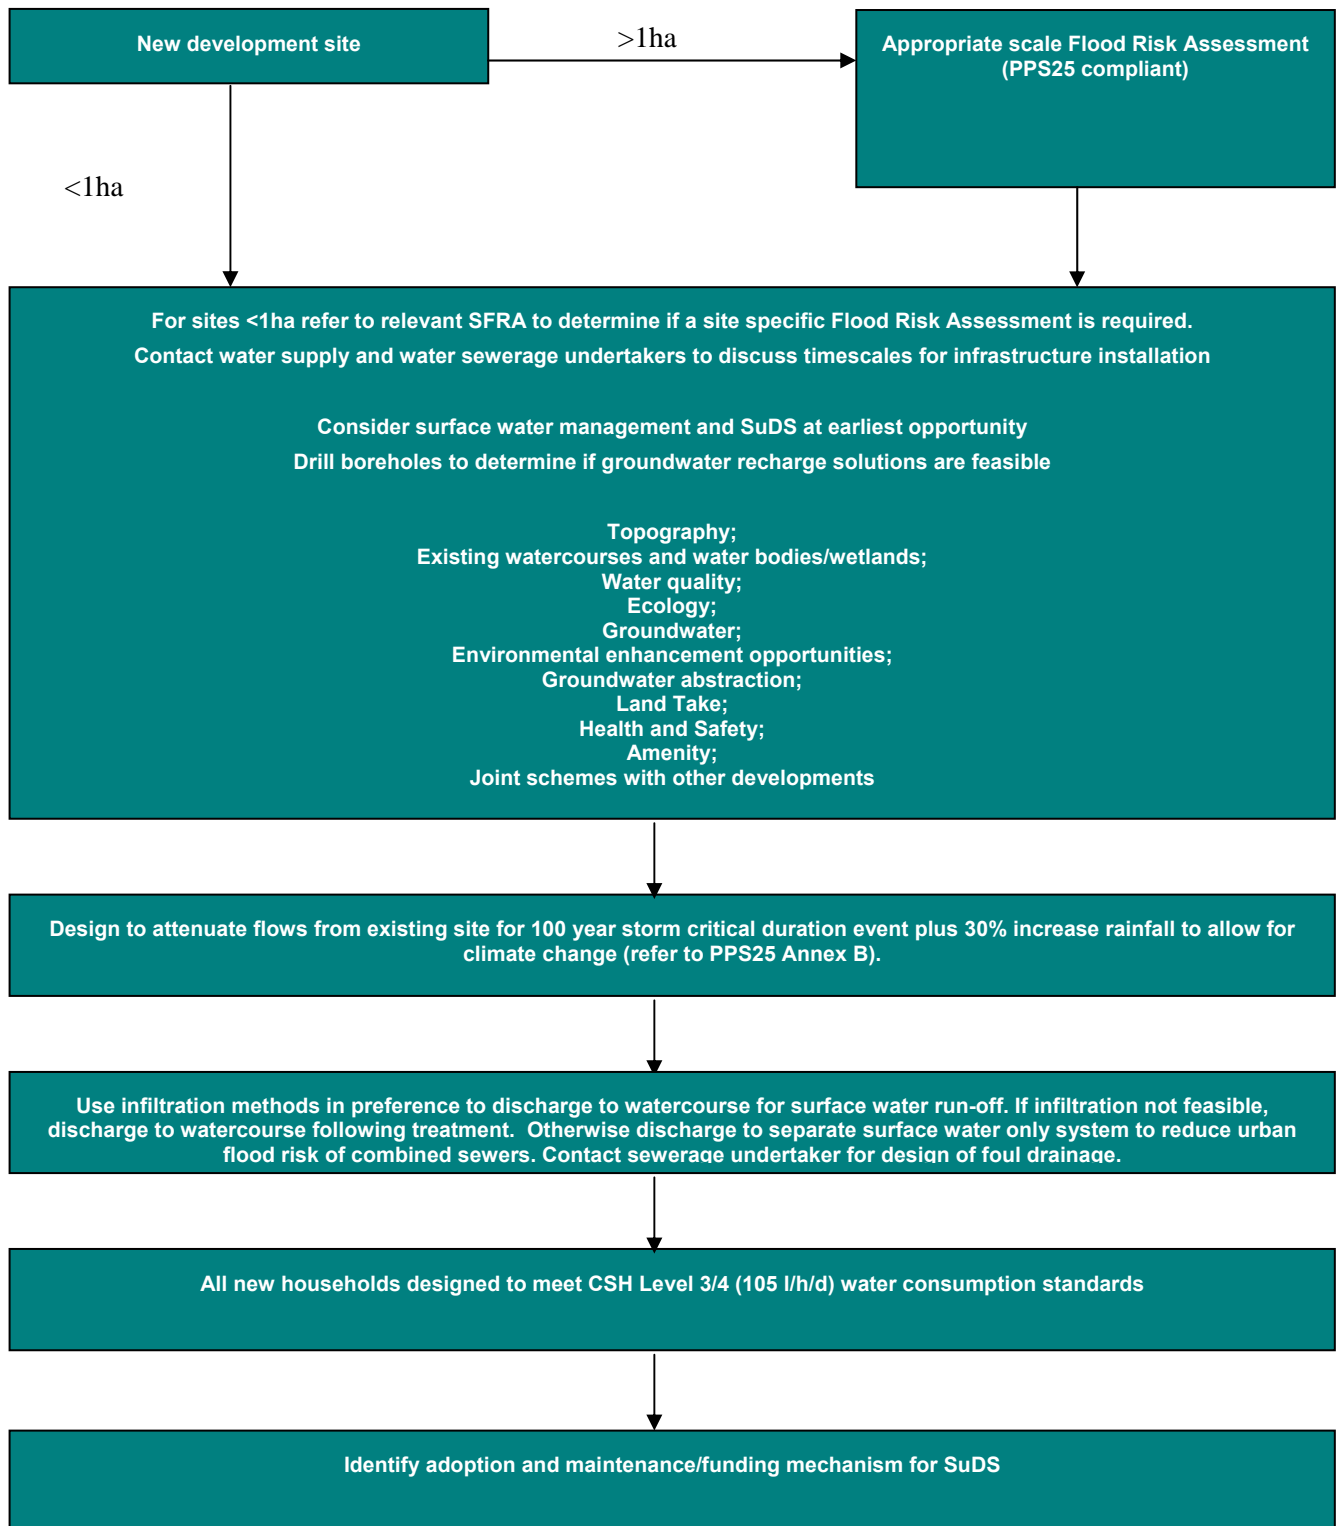 New development site
>1ha
Appropriate scale Flood Risk Assessment
(PPS25 compliant)
<1ha
For sites <1ha refer to relevant SFRA to determine if a site specific Flood Risk Assessment is required.
Contact water supply and water sewerage undertakers to discuss timescales for infrastructure installation
Consider surface water management and SuDS at earliest opportunity
Drill boreholes to determine if groundwater recharge solutions are feasible
Topography;
Existing watercourses and water bodies/wetlands;
Water quality;
Ecology;
Groundwater;
Environmental enhancement opportunities;
Groundwater abstraction;
Land Take;
Health and Safety;
Amenity;
Joint schemes with other developments
Design to attenuate flows from existing site for 100 year storm critical duration event plus 30% increase rainfall to allow for
climate change (refer to PPS25 Annex B).
Use infiltration methods in preference to discharge to watercourse for surface water run-off. If infiltration not feasible,
discharge to watercourse following treatment.  Otherwise discharge to separate surface water only system to reduce urban
flood risk of combined sewers. Contact sewerage undertaker for design of foul drainage.
All new households designed to meet CSH Level 3/4 (105 l/h/d) water consumption standards
Identify adoption and maintenance/funding mechanism for SuDS